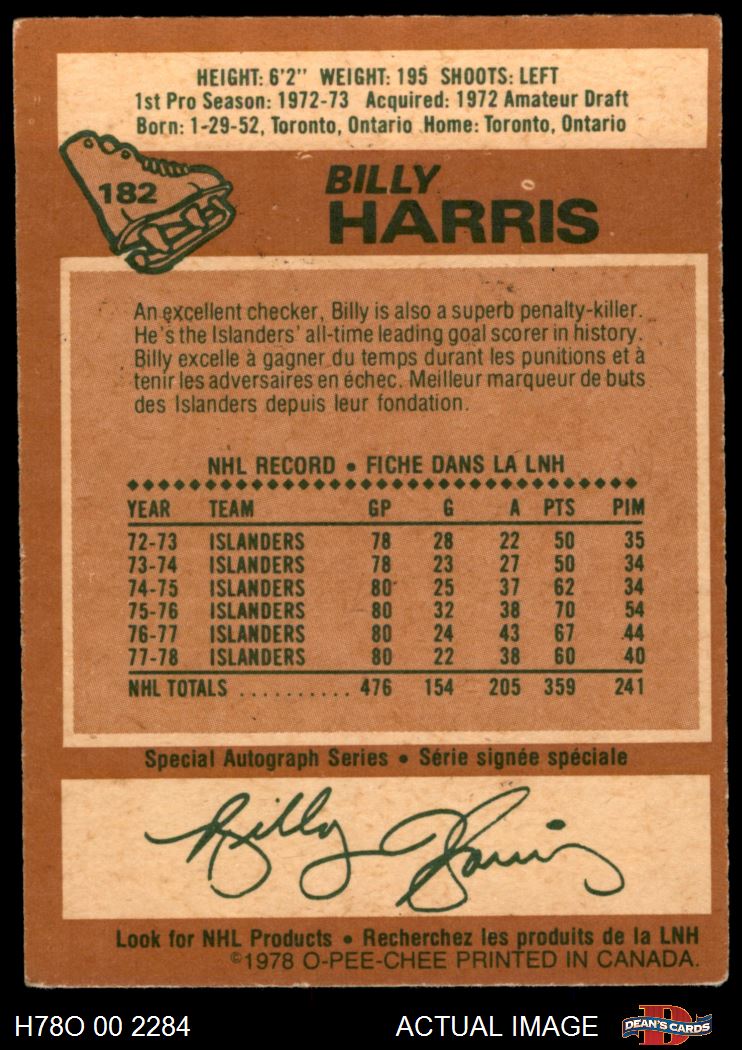 HEIGHT: 6'2" WEIGHT: 195 SHOOTS: LEFT
1st Pro Season: 1972-73 Acquired: 1972 Amateur Draft
Born: 1-29-52, Toronto, Ontario Home: Toronto, Ontario
182
BILLY
HARRIS
An excellent checker, Billy is also a superb penalty-killer.
He's the Islanders' all-time leading goal scorer in history.
Billy excelle à gagner du temps durant les punitions et à
tenir les adversaires en échec. Meilleur marqueur de buts
des Islanders depuis leur fondation.
NHL RECORD • FICHE DANS LA LNH
YEAR TEAM GP G A PTS PIM
72-73 ISLANDERS 78 28 22 50 35
73-74 ISLANDERS 78 23 27 50 34
74-75 ISLANDERS 80 25 37 62 34
75-76 ISLANDERS 80 32 38 70 54
76-77 ISLANDERS 80 24 43 67 44
77-78 ISLANDERS 80 22 38 60 40
NHL TOTALS .......... 476 154 205 359 241
Special Autograph Series • Série signée spéciale
Billy Harris
Look for NHL Products • Recherchez les produits de la LNH
©1978 O-PEE-CHEE PRINTED IN CANADA.
H78O 00 2284 ACTUAL IMAGE D DEAN'S CARDS